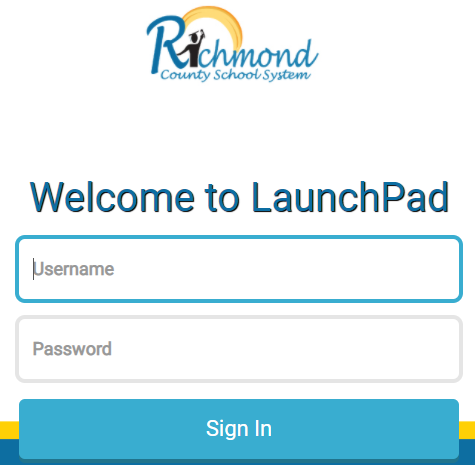 Richmond
County School System
Welcome to LaunchPad
Username
Password
Sign In